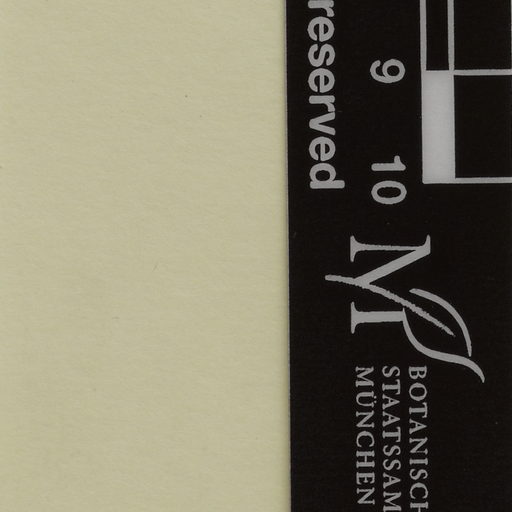 reserved
9 10
M
BOTANISCH
STAATSSAM
MÜNCHEN